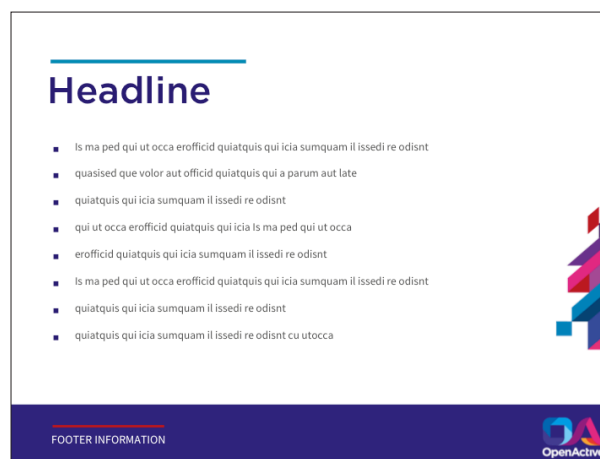 Headline
Is ma ped qui ut occa erofficid quiatquis qui icia sumquam il issedi re odisnt
quasised que volor aut officid quiatquis qui a parum aut late
quiatquis qui icia sumquam il issedi re odisnt
qui ut occa erofficid quiatquis qui icia Is ma ped qui ut occa
erofficid quiatquis qui icia sumquam il issedi re odisnt
Is ma ped qui ut occa erofficid quiatquis qui icia sumquam il issedi re odisnt
quiatquis qui icia sumquam il issedi re odisnt
quiatquis qui icia sumquam il issedi re odisnt cu utocca
FOOTER INFORMATION
OpenActive